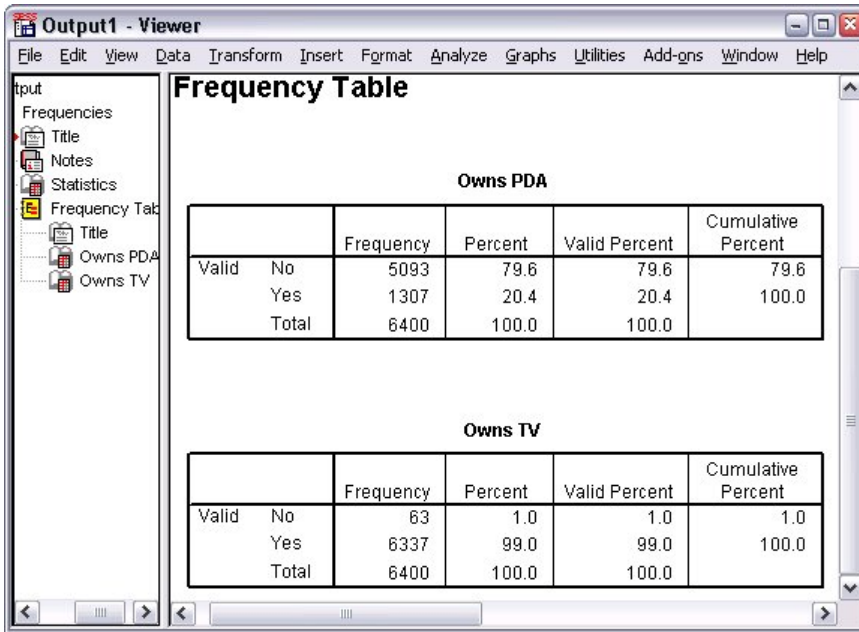 Output1 - Viewer
File Edit View Data Transform Insert Format Analyze Graphs Utilities Add-ons Window Help
tput
Frequencies
Title
Notes
Statistics
Frequency Tab
Title
Owns PDA
Owns TV
Frequency Table
Owns PDA
Frequency Percent Valid Percent Cumulative Percent
Valid No 5093 79.6 79.6 79.6
Yes 1307 20.4 20.4 100.0
Total 6400 100.0 100.0
Owns TV
Frequency Percent Valid Percent Cumulative Percent
Valid No 63 1.0 1.0 1.0
Yes 6337 99.0 99.0 100.0
Total 6400 100.0 100.0